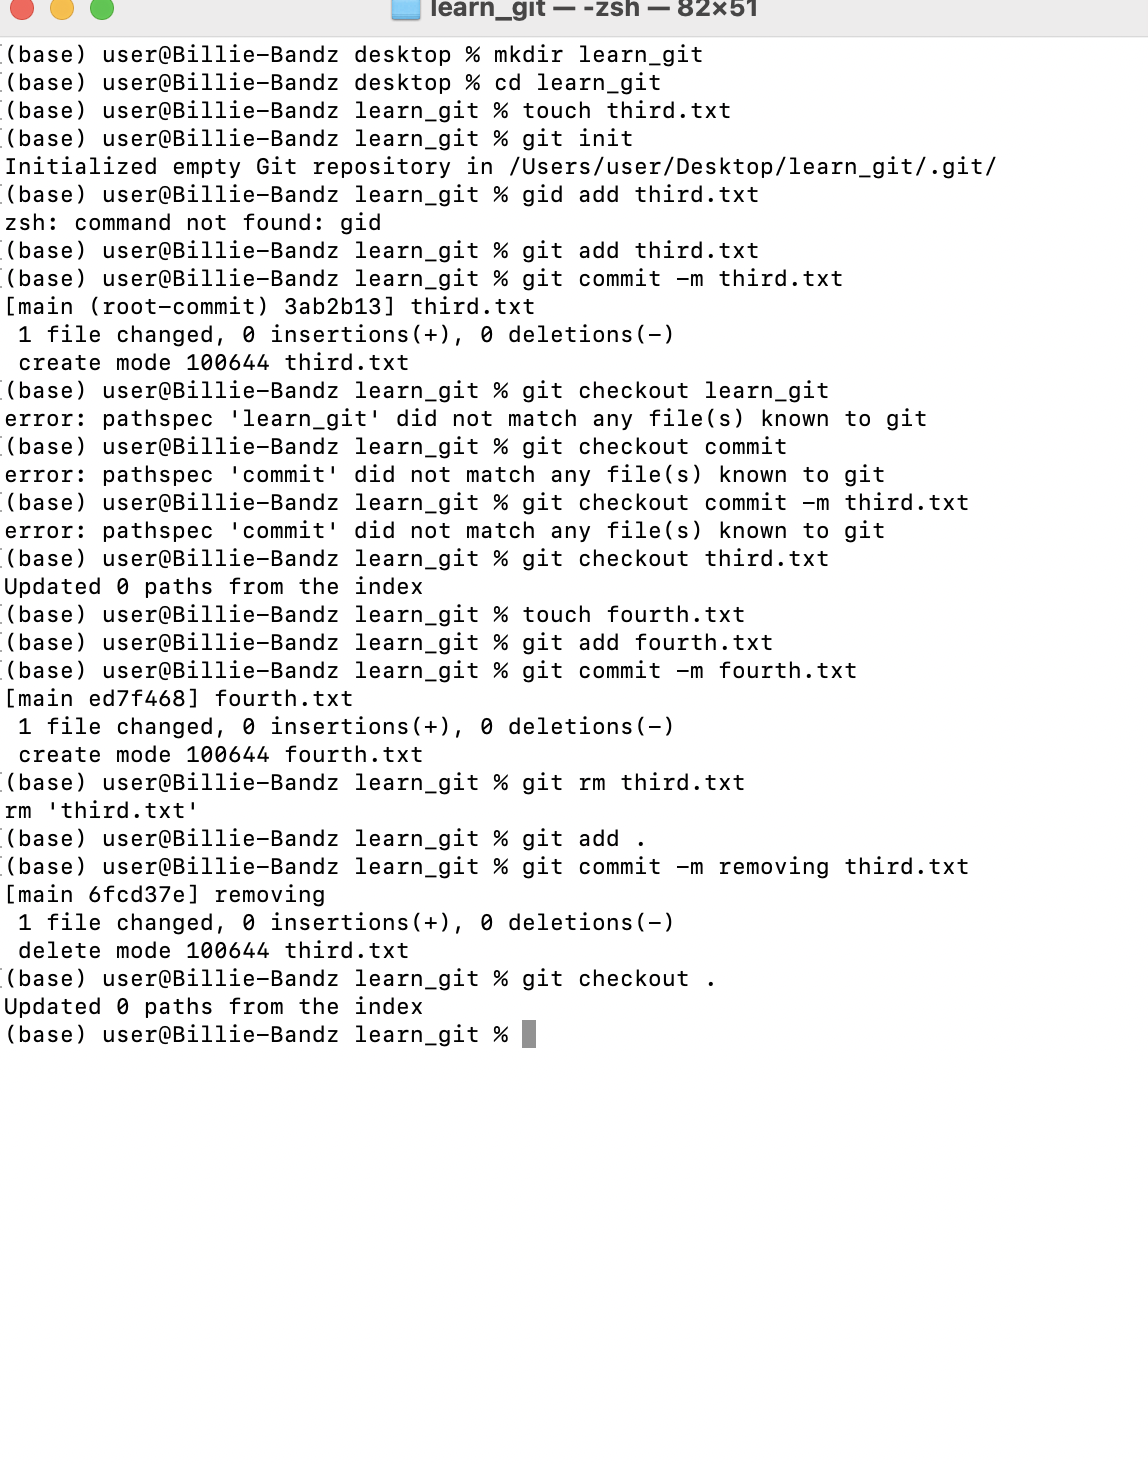 learn_git — -zsh — 82×51
(base) user@Billie-Bandz desktop % mkdir learn_git
(base) user@Billie-Bandz desktop % cd learn_git
(base) user@Billie-Bandz learn_git % touch third.txt
(base) user@Billie-Bandz learn_git % git init
Initialized empty Git repository in /Users/user/Desktop/learn_git/.git/
(base) user@Billie-Bandz learn_git % gid add third.txt
zsh: command not found: gid
(base) user@Billie-Bandz learn_git % git add third.txt
(base) user@Billie-Bandz learn_git % git commit -m third.txt
[main (root-commit) 3ab2b13] third.txt
 1 file changed, 0 insertions(+), 0 deletions(-)
 create mode 100644 third.txt
(base) user@Billie-Bandz learn_git % git checkout learn_git
error: pathspec 'learn_git' did not match any file(s) known to git
(base) user@Billie-Bandz learn_git % git checkout commit
error: pathspec 'commit' did not match any file(s) known to git
(base) user@Billie-Bandz learn_git % git checkout commit -m third.txt
error: pathspec 'commit' did not match any file(s) known to git
(base) user@Billie-Bandz learn_git % git checkout third.txt
Updated 0 paths from the index
(base) user@Billie-Bandz learn_git % touch fourth.txt
(base) user@Billie-Bandz learn_git % git add fourth.txt
(base) user@Billie-Bandz learn_git % git commit -m fourth.txt
[main ed7f468] fourth.txt
 1 file changed, 0 insertions(+), 0 deletions(-)
 create mode 100644 fourth.txt
(base) user@Billie-Bandz learn_git % git rm third.txt
rm 'third.txt'
(base) user@Billie-Bandz learn_git % git add .
(base) user@Billie-Bandz learn_git % git commit -m removing third.txt
[main 6fcd37e] removing
 1 file changed, 0 insertions(+), 0 deletions(-)
 delete mode 100644 third.txt
(base) user@Billie-Bandz learn_git % git checkout .
Updated 0 paths from the index
(base) user@Billie-Bandz learn_git %